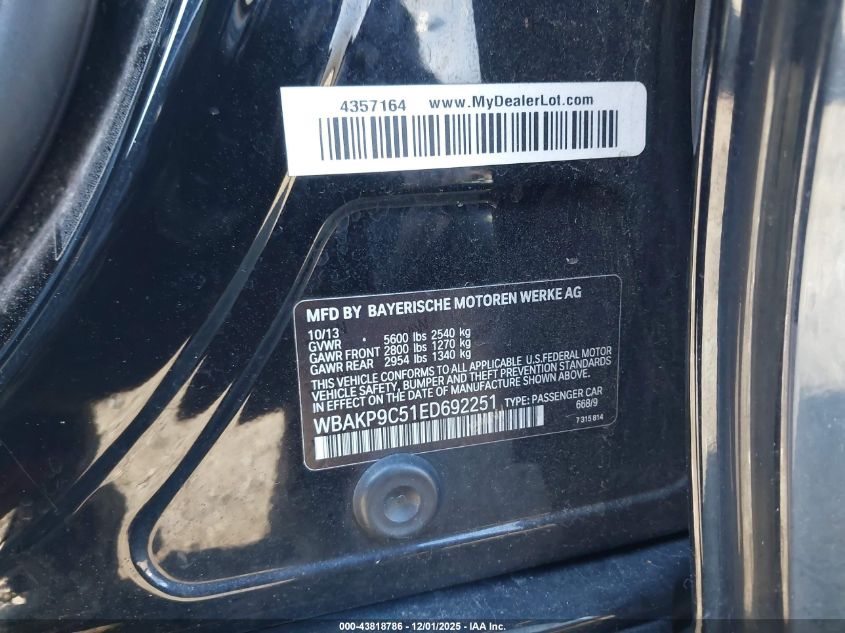 4357164 www.MyDealerLot.com
MFD BY BAYERISCHE MOTOREN WERKE AG
10/13
GVWR 5600 lbs 2540 kg
GAWR FRONT 2800 lbs 1270 kg
GAWR REAR 2954 lbs 1340 kg
THIS VEHICLE CONFORMS TO ALL APPLICABLE U.S.FEDERAL MOTOR
VEHICLE SAFETY, BUMPER AND THEFT PREVENTION STANDARDS
IN EFFECT ON THE DATE OF MANUFACTURE SHOWN ABOVE.
WBAKP9C51ED692251 TYPE: PASSENGER CAR
668/9
7 315 814
000-43818786 - 12/01/2025 - IAA